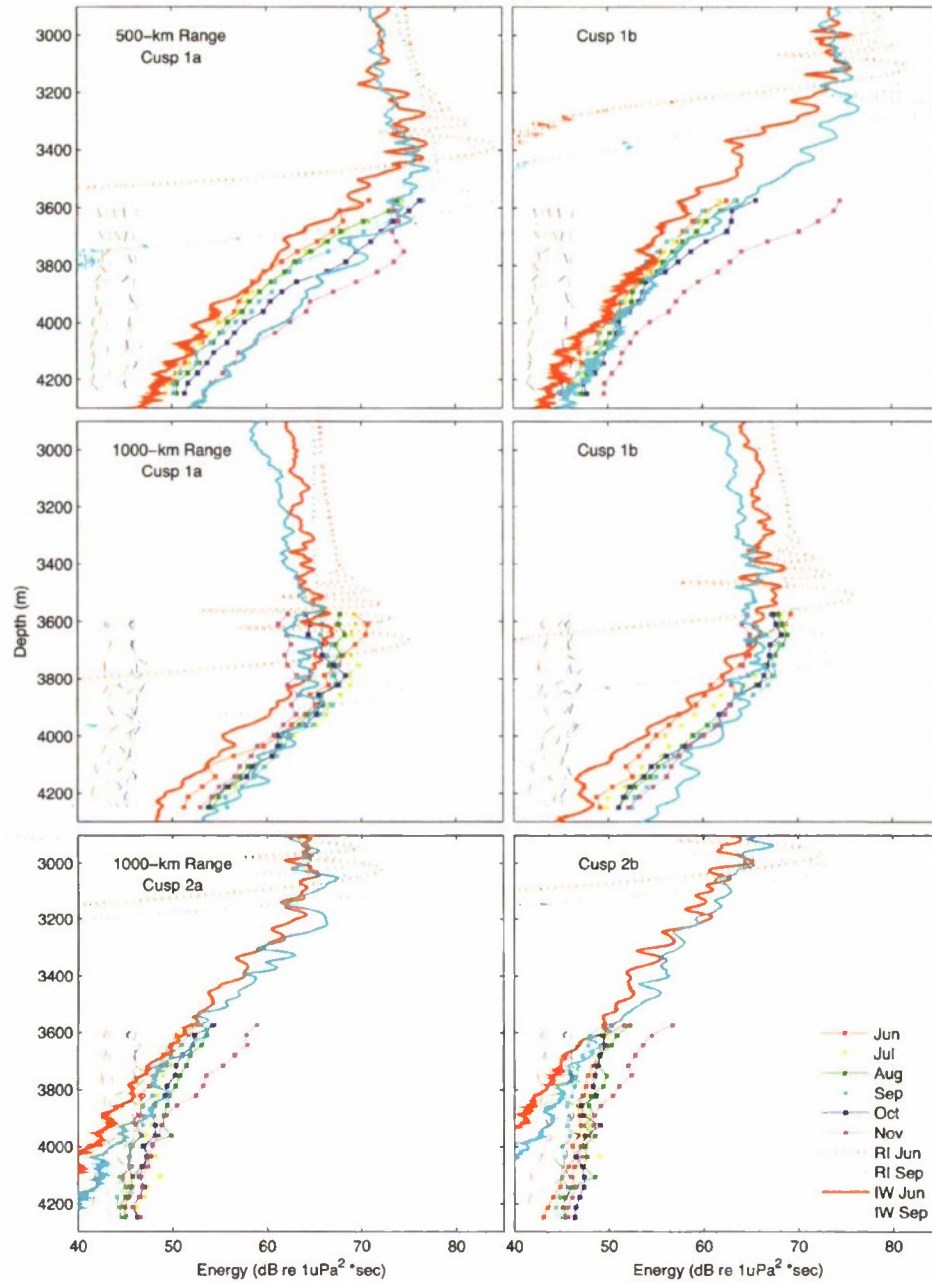 500-km Range
Cusp 1a
Cusp 1b
3000
3200
3400
3600
3800
4000
4200
1000-km Range
Cusp 1a
Cusp 1b
3000
3200
3400
3600
3800
4000
4200
Depth (m)
1000-km Range
Cusp 2a
Cusp 2b
3000
3200
3400
3600
3800
4000
4200
Jun
Jul
Aug
Sep
Oct
Nov
RI Jun
RI Sep
IW Jun
IW Sep
40 50 60 70 80
40 50 60 70 80
Energy (dB re 1uPa² *sec)
Energy (dB re 1uPa² *sec)